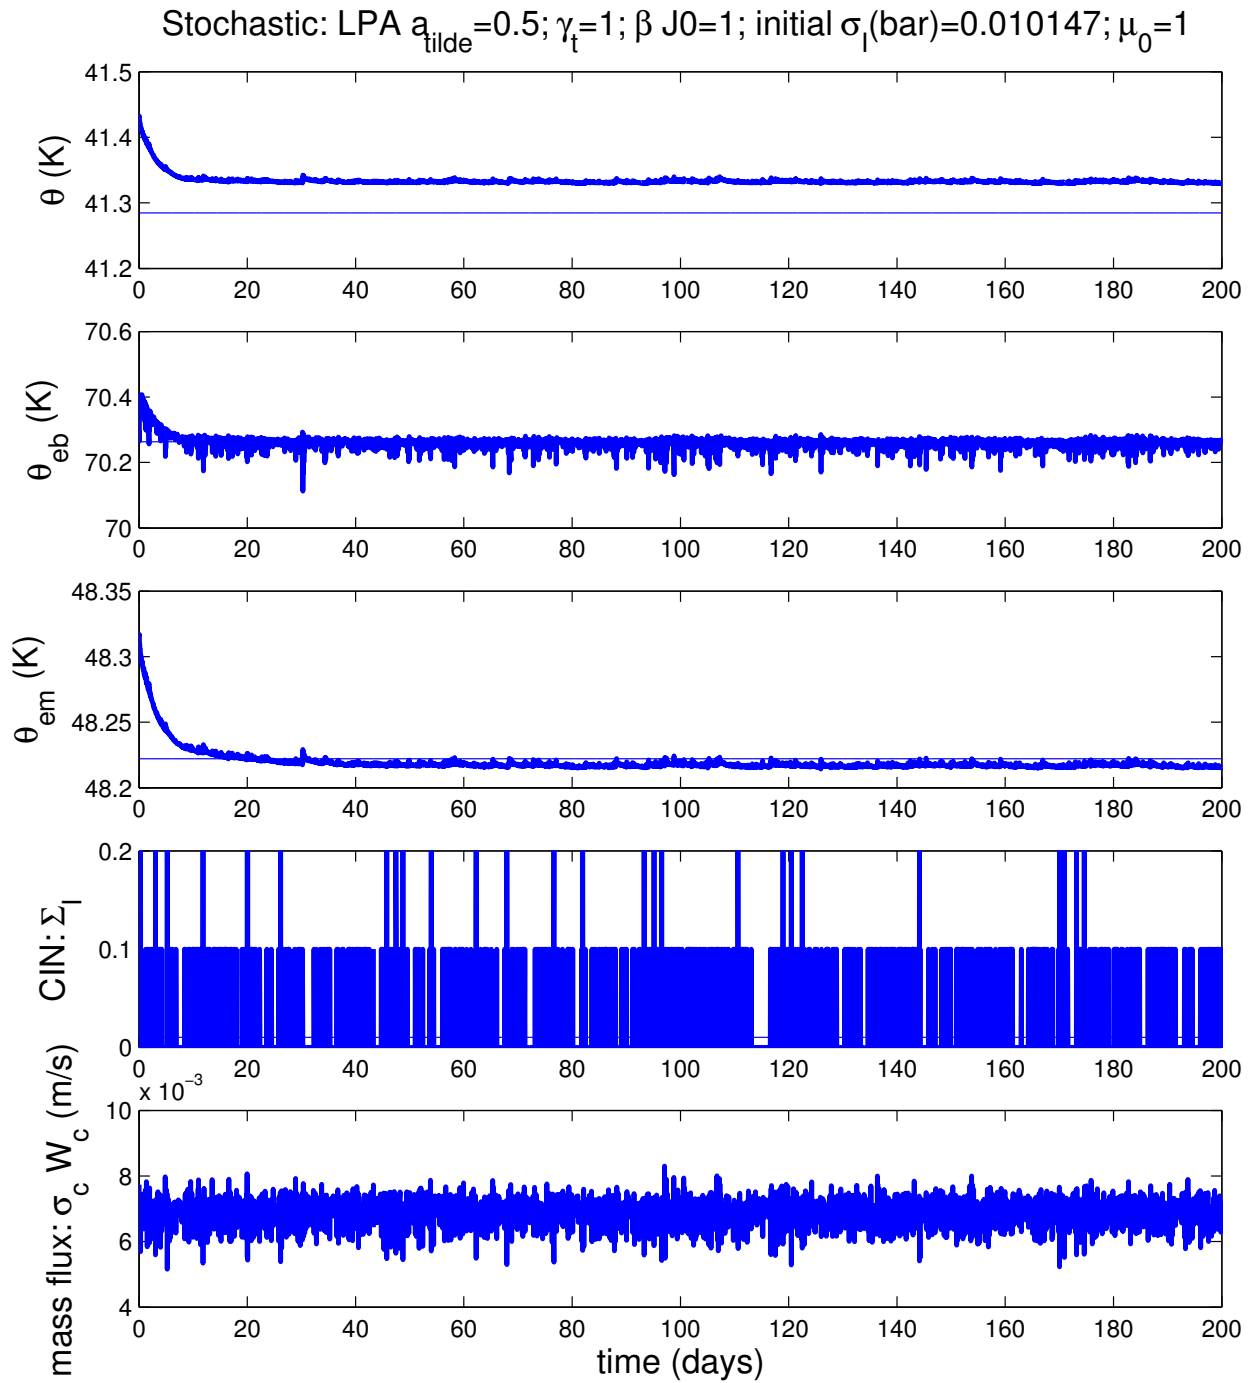 Stochastic: LPA a_tilde=0.5; γ_t=1; β J0=1; initial σ_I(bar)=0.010147; μ_0=1
θ (K)
41.5
41.4
41.3
41.2
0 20 40 60 80 100 120 140 160 180 200
θ_eb (K)
70.6
70.4
70.2
70
0 20 40 60 80 100 120 140 160 180 200
θ_em (K)
48.35
48.3
48.25
48.2
0 20 40 60 80 100 120 140 160 180 200
CIN: Σ_I
0.2
0.1
0
0 20 40 60 80 100 120 140 160 180 200
mass flux: σ_c W_c (m/s)
x 10^−3
10
8
6
4
0 20 40 60 80 100 120 140 160 180 200
time (days)